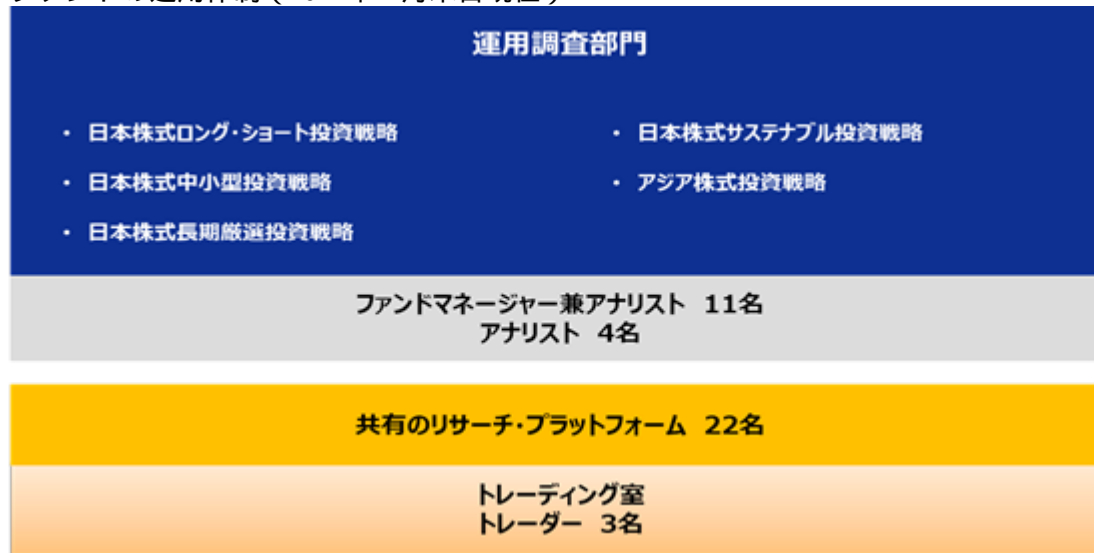 運用調査部門
・ 日本株式ロング・ショート投資戦略
・ 日本株式サステナブル投資戦略
・ 日本株式中小型投資戦略
・ アジア株式投資戦略
・ 日本株式長期厳選投資戦略
ファンドマネージャー兼アナリスト 11名
アナリスト 4名
共有のリサーチ・プラットフォーム 22名
トレーディング室
トレーダー 3名